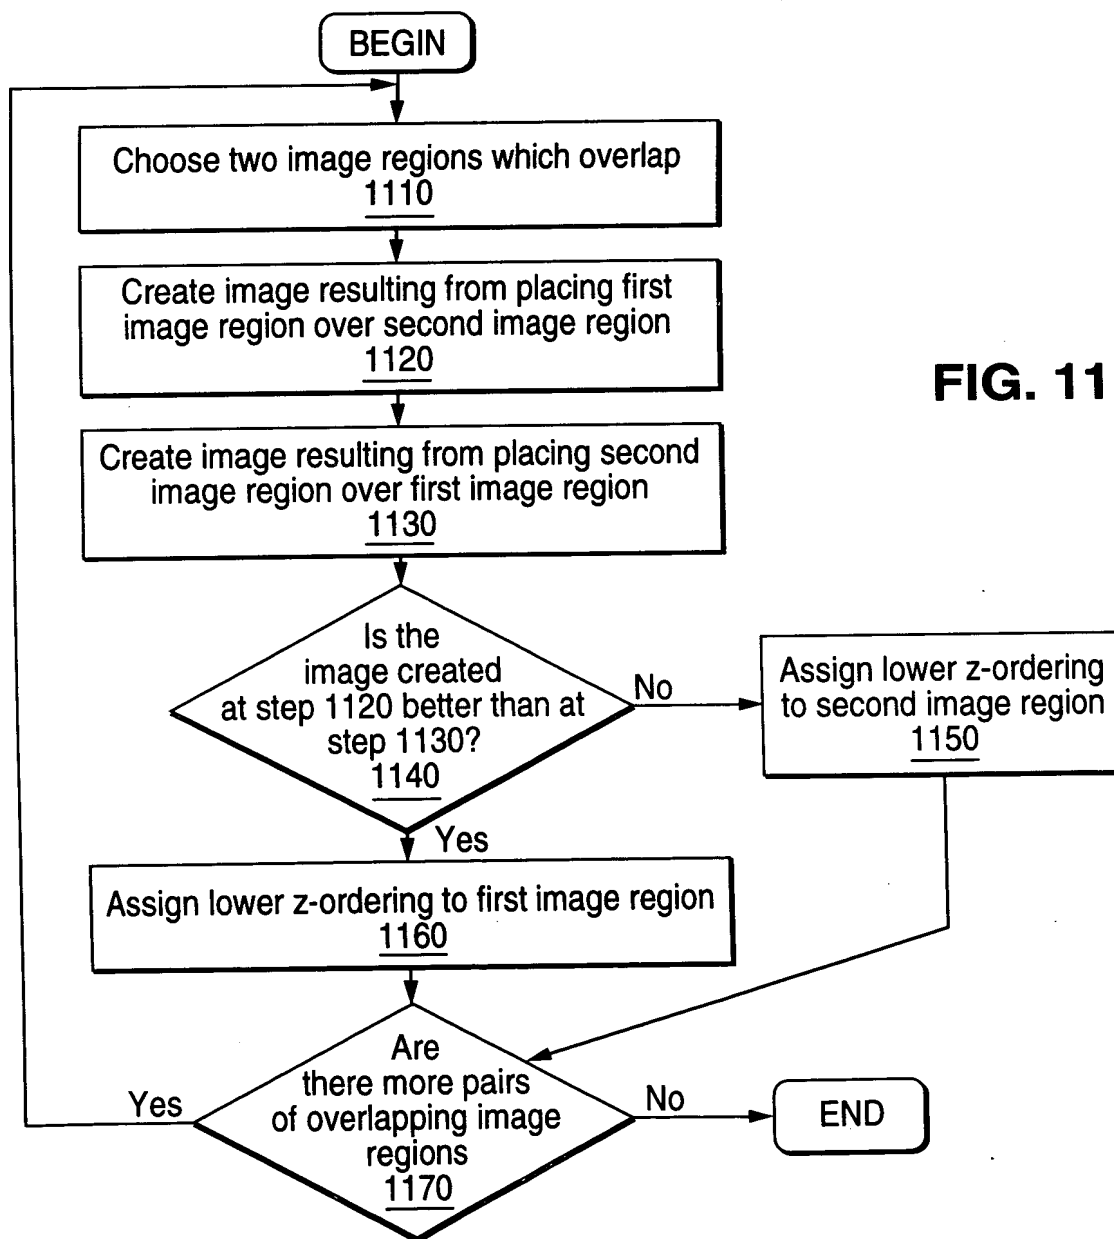 BEGIN
Choose two image regions which overlap
1110
Create image resulting from placing first
image region over second image region
1120
FIG. 11
Create image resulting from placing second
image region over first image region
1130
Is the
image created
at step 1120 better than at
step 1130?
1140
No
Assign lower z-ordering
to second image region
1150
Yes
Assign lower z-ordering to first image region
1160
Are
there more pairs
of overlapping image
regions
1170
Yes
No
END